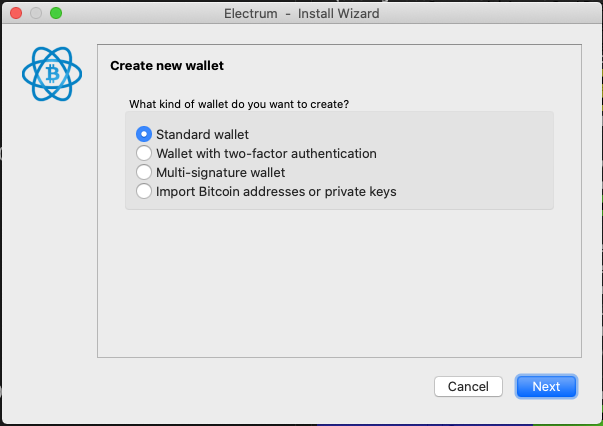 Electrum - Install Wizard
Create new wallet
What kind of wallet do you want to create?
Standard wallet
Wallet with two-factor authentication
Multi-signature wallet
Import Bitcoin addresses or private keys
Cancel Next